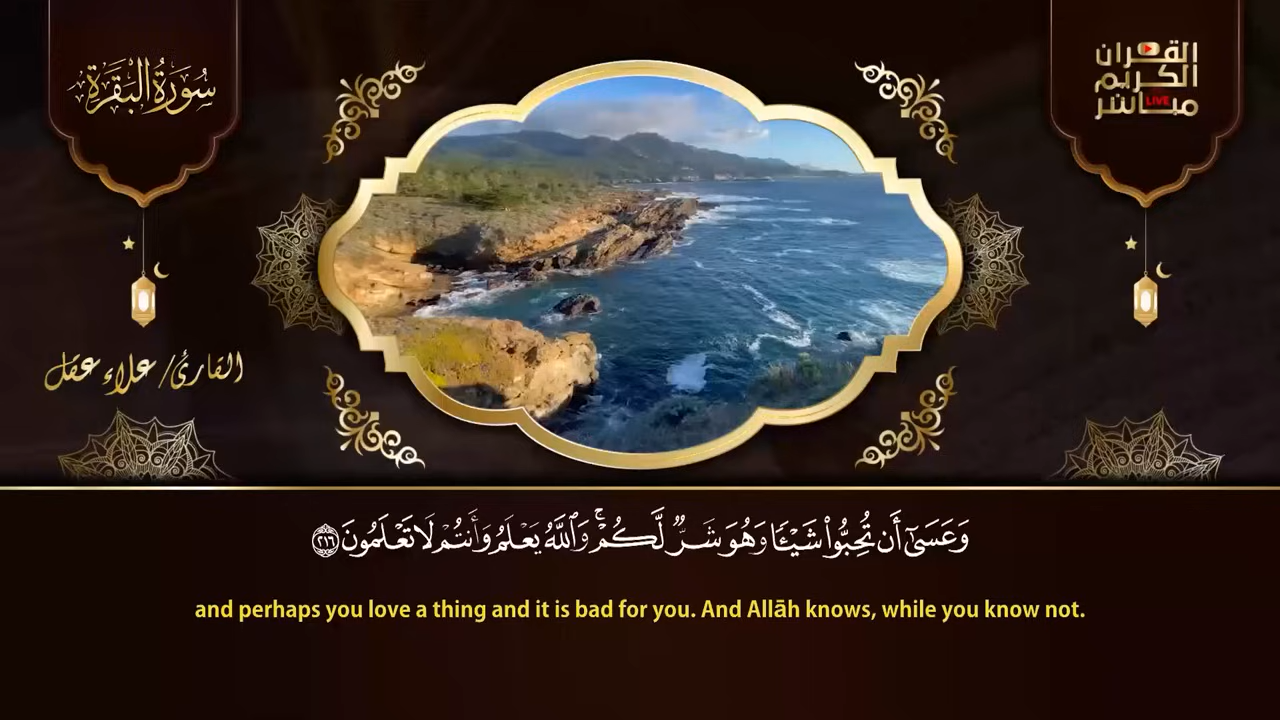 سُورَةُ البَقَرَةِ
القرآن
الكريم
مباشر
LIVE
القارئ/ علاء عقل
وَعَسَىٰٓ أَن تُحِبُّوا۟ شَيْـًٔا وَهُوَ شَرٌّ لَّكُمْ ۗ وَٱللَّهُ يَعْلَمُ وَأَنتُمْ لَا تَعْلَمُونَ ٢١٦
and perhaps you love a thing and it is bad for you. And Allāh knows, while you know not.